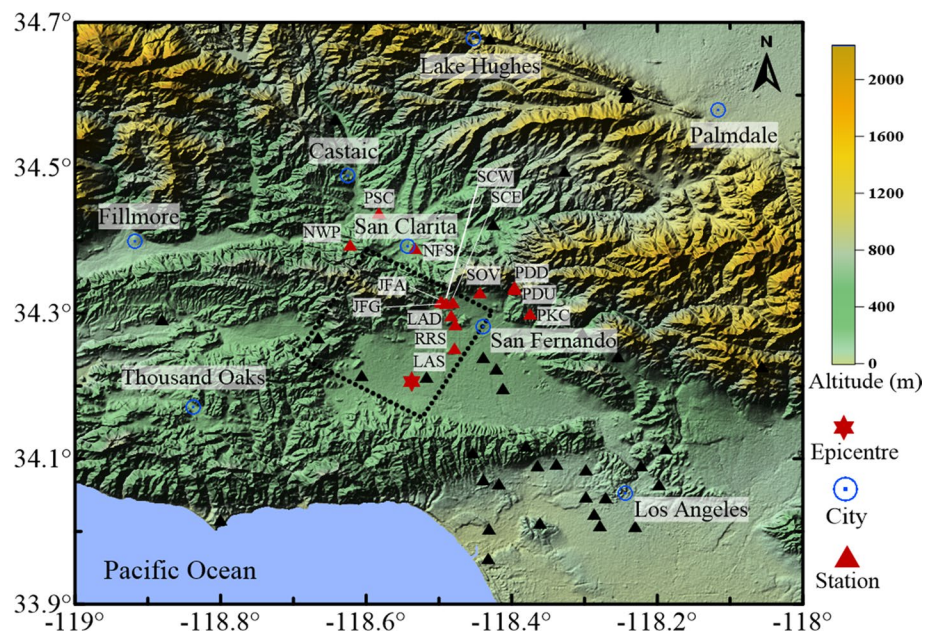 34.7
34.5°
34.3°
34.1°
33.9°
-119°
-118.8°
-118.6°
-118.4°
-118.2°
-118°
N
Lake Hughes
Palmdale
Castaic
SCW
SCE
PSC
Fillmore
San Clarita
NWP
NFS
JFA
SOV
PDD
JFG
PDU
LAD
PKC
RRS
San Fernando
LAS
Thousand Oaks
Los Angeles
Pacific Ocean
2000
1600
1200
800
400
0
Altitude (m)
Epicentre
City
Station